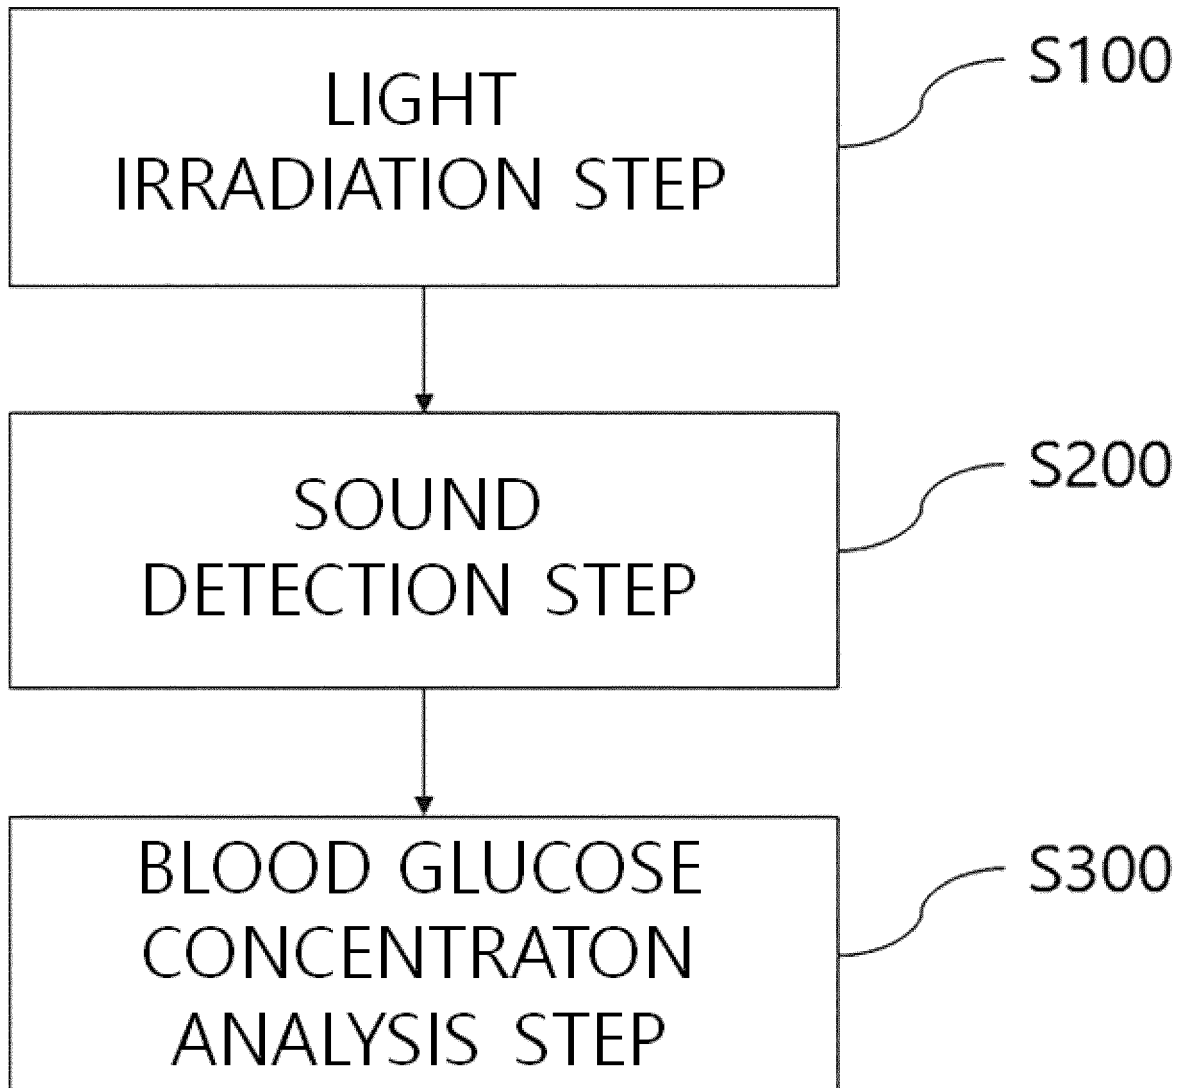 LIGHT
IRRADIATION STEP
S100
SOUND
DETECTION STEP
S200
BLOOD GLUCOSE
CONCENTRATON
ANALYSIS STEP
S300